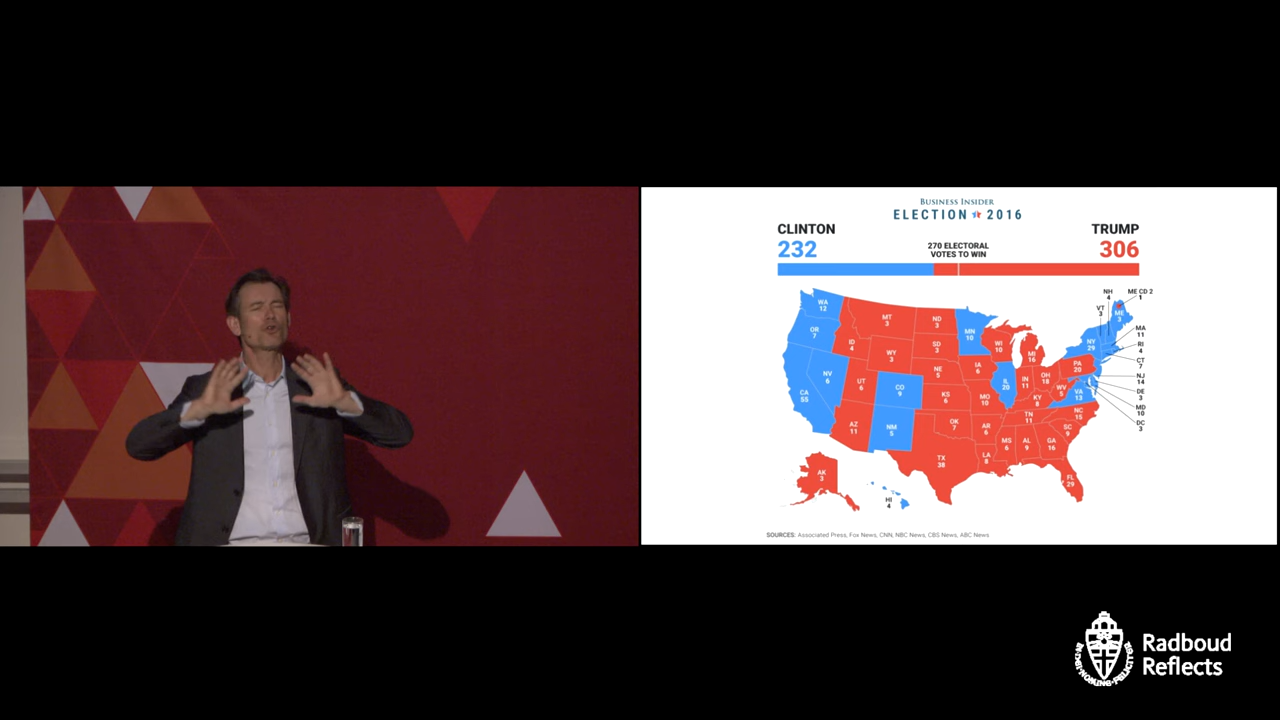 BUSINESS INSIDER
ELECTION 2016
CLINTON
232
270 ELECTORAL
VOTES TO WIN
TRUMP
306
WA
12
OR
7
CA
55
NV
6
ID
4
MT
3
WY
3
UT
6
AZ
11
CO
9
NM
5
ND
3
SD
3
NE
5
KS
6
OK
7
TX
38
MN
10
IA
6
MO
10
AR
6
LA
8
WI
10
IL
20
MI
16
IN
11
OH
18
KY
8
TN
11
MS
6
AL
9
GA
16
FL
29
SC
9
NC
15
VA
13
WV
5
PA
20
NY
29
VT
3
NH
4
ME CD 2
1
ME
3
MA
11
RI
4
CT
7
NJ
14
DE
3
MD
10
DC
3
AK
3
HI
4
SOURCES: Associated Press, Fox News, CNN, NBC News, CBS News, ABC News
Radboud
Reflects